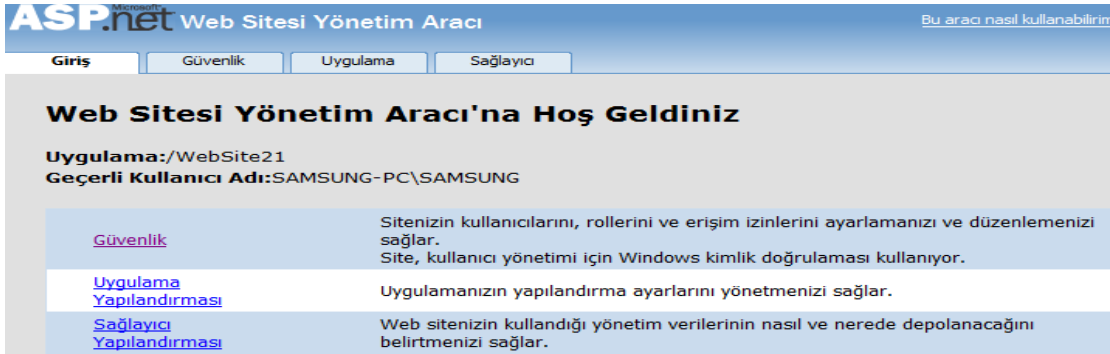 Microsoft
ASP.net Web Sitesi Yönetim Aracı
Bu aracı nasıl kullanabilirim
Giriş Güvenlik Uygulama Sağlayıcı
Web Sitesi Yönetim Aracı'na Hoş Geldiniz
Uygulama:/WebSite21
Geçerli Kullanıcı Adı:SAMSUNG-PC\SAMSUNG
Güvenlik
Sitenizin kullanıcılarını, rollerini ve erişim izinlerini ayarlamanızı ve düzenlemenizi
sağlar.
Site, kullanıcı yönetimi için Windows kimlik doğrulaması kullanıyor.
Uygulama
Yapılandırması
Uygulamanızın yapılandırma ayarlarını yönetmenizi sağlar.
Sağlayıcı
Yapılandırması
Web sitenizin kullandığı yönetim verilerinin nasıl ve nerede depolanacağını
belirtmenizi sağlar.